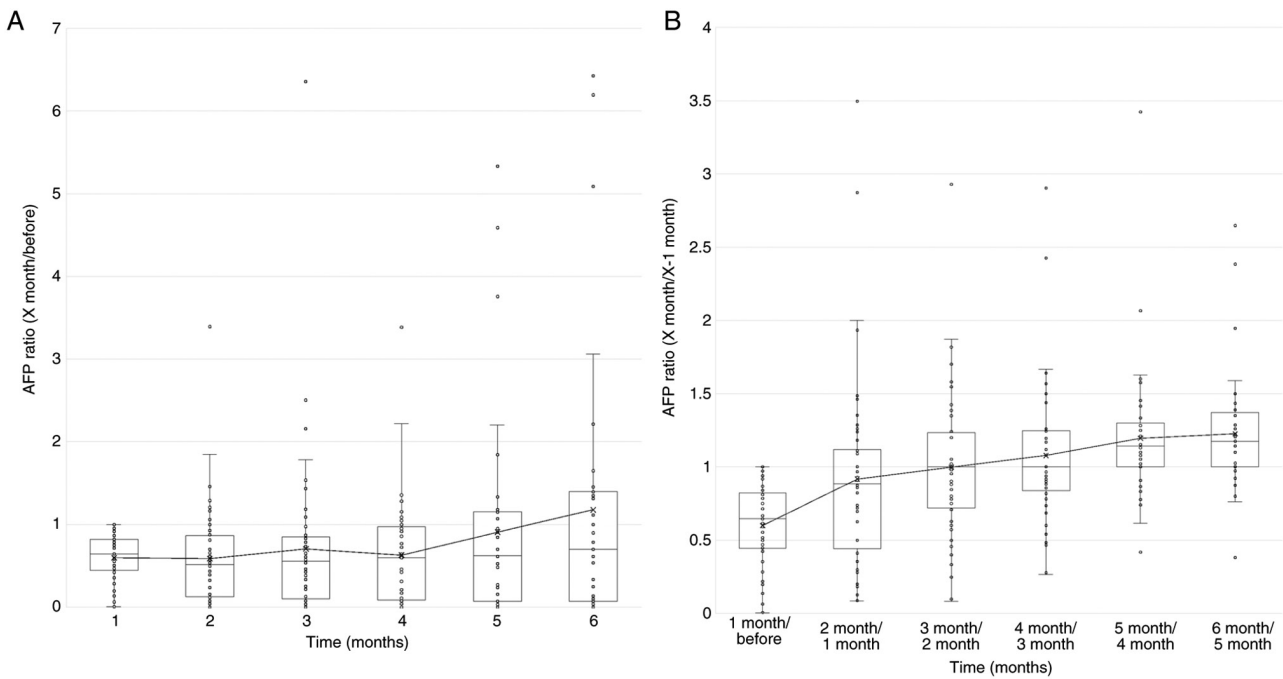 A
7
6
5
4
3
2
1
0
AFP ratio (X month/before)
1 2 3 4 5 6
Time (months)
B
4
3.5
3
2.5
2
1.5
1
0.5
0
AFP ratio (X month/X-1 month)
1 month/ 2 month/ 3 month/ 4 month/ 5 month/ 6 month/
before 1 month 2 month 3 month 4 month 5 month
Time (months)